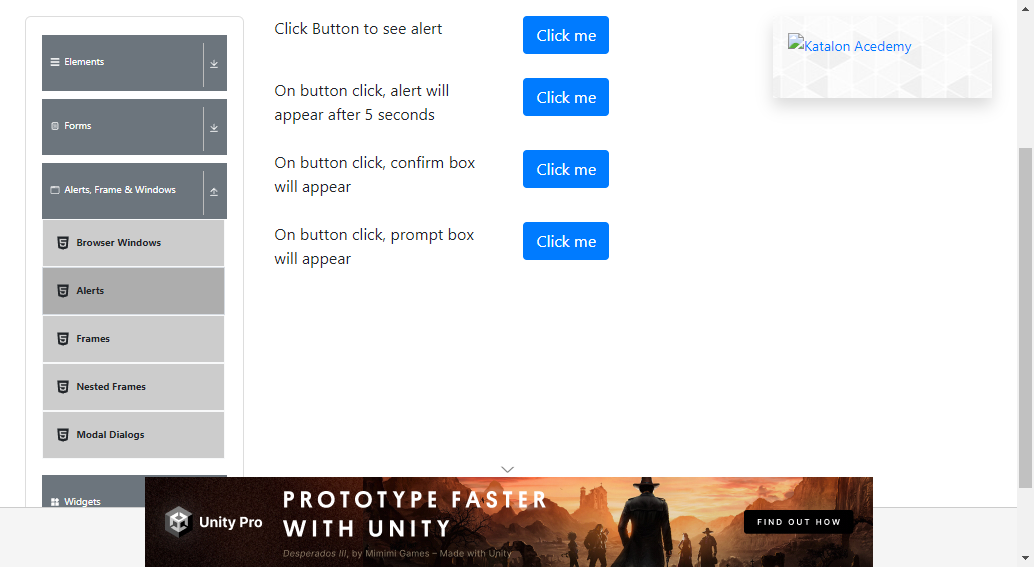 Elements
Forms
Alerts, Frame & Windows
Browser Windows
Alerts
Frames
Nested Frames
Modal Dialogs
Widgets
Click Button to see alert
Click me
On button click, alert will
appear after 5 seconds
Click me
On button click, confirm box
will appear
Click me
On button click, prompt box
will appear
Click me
Katalon Acedemy
Unity Pro
PROTOTYPE FASTER
WITH UNITY
Desperados III, by Mimimi Games – Made with Unity
FIND OUT HOW